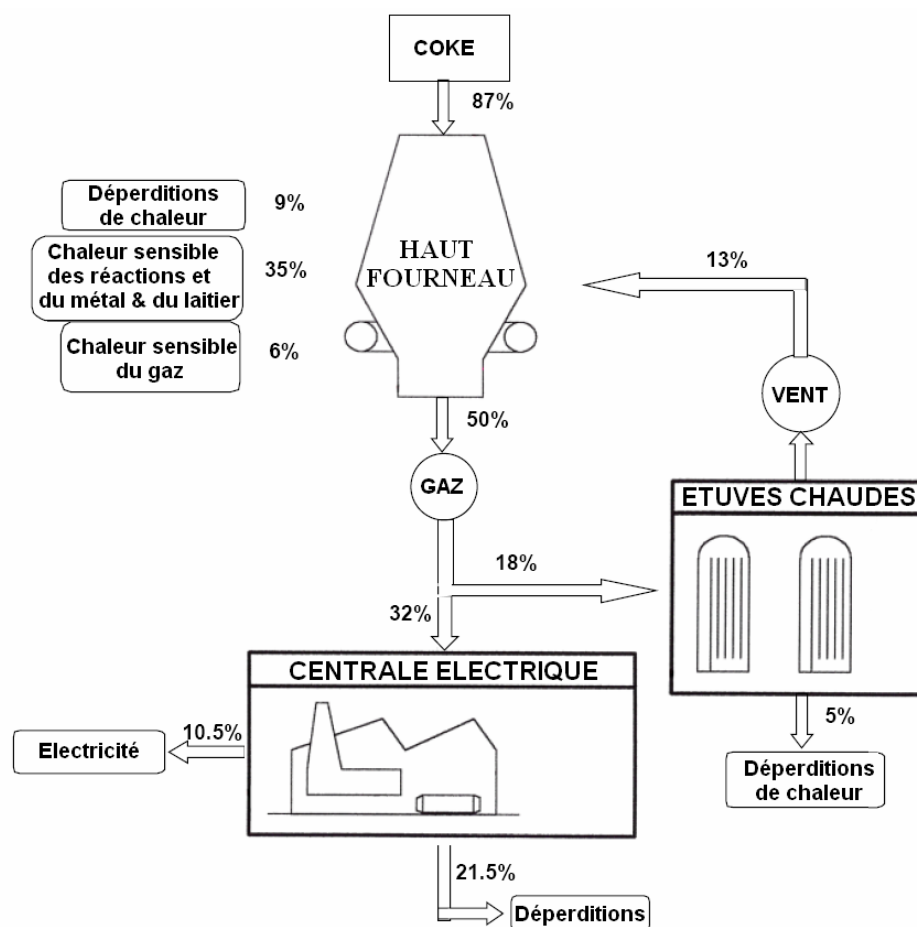 COKE
87%
Déperditions
de chaleur
9%
Chaleur sensible
des réactions et
du métal & du laitier
35%
Chaleur sensible
du gaz
6%
HAUT
FOURNEAU
13%
VENT
50%
GAZ
ETUVES CHAUDES
18%
32%
CENTRALE ELECTRIQUE
5%
Déperditions
de chaleur
10.5%
Electricité
21.5%
Déperditions